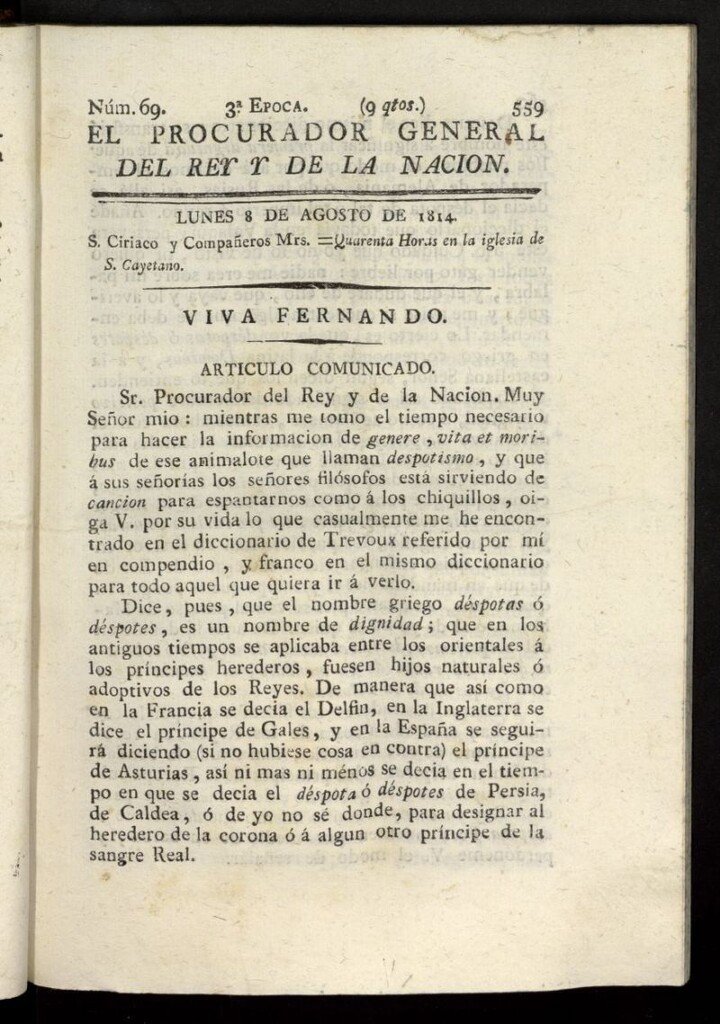 Núm. 69. 3ª EPOCA. (9 qtos.) 559
EL PROCURADOR GENERAL
DEL REY Y DE LA NACION.
LUNES 8 DE AGOSTO DE 1814.
S. Ciriaco y Compañeros Mrs. =Quarenta Horas en la iglesia de
S. Cayetano.
VIVA FERNANDO.
ARTICULO COMUNICADO.
Sr. Procurador del Rey y de la Nacion. Muy
Señor mio : mientras me tomo el tiempo necesario
para hacer la informacion de genere , vita et mori-
bus de ese animalote que llaman despotismo , y que
á sus señorías los señores filósofos está sirviendo de
cancion para espantarnos como á los chiquillos , oi-
ga V. por su vida lo que casualmente me he encon-
trado en el diccionario de Trevoux referido por mí
en compendio , y franco en el mismo diccionario
para todo aquel que quiera ir á verlo.
Dice, pues , que el nombre griego déspotas ó
déspotes , es un nombre de dignidad ; que en los
antiguos tiempos se aplicaba entre los orientales á
los príncipes herederos , fuesen hijos naturales ó
adoptivos de los Reyes. De manera que así como
en la Francia se decia el Delfin, en la Inglaterra se
dice el príncipe de Gales, y en la España se segui-
rá diciendo (si no hubiese cosa en contra) el príncipe
de Asturias , así ni mas ni ménos se decia en el tiem-
po en que se decia el déspota ó déspotes de Persia,
de Caldea, ó de yo no sé donde, para designar al
heredero de la corona ó á algun otro príncipe de la
sangre Real.